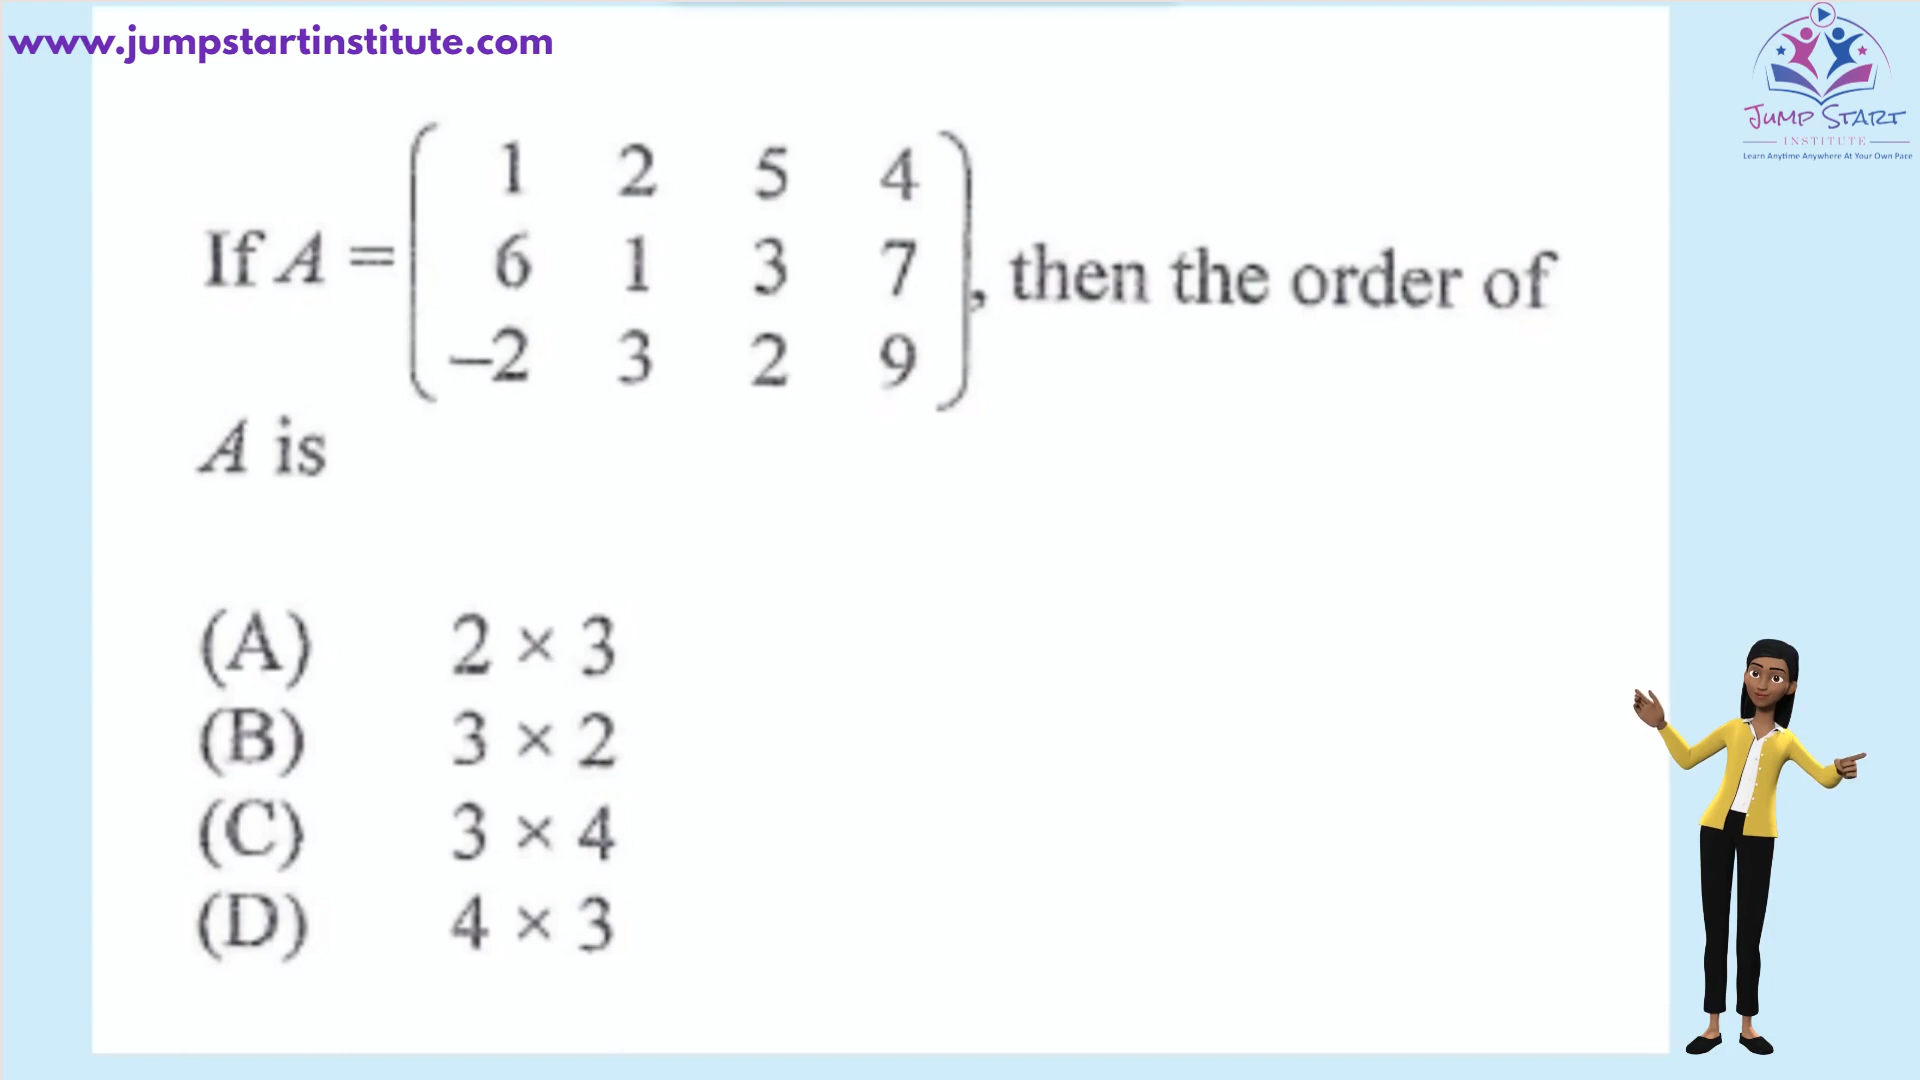 www.jumpstartinstitute.com
JUMP START
INSTITUTE
Learn Anytime Anywhere At Your Own Pace
If A = ( 1 2 5 4
6 1 3 7
–2 3 2 9 ), then the order of
A is
(A) 2 × 3
(B) 3 × 2
(C) 3 × 4
(D) 4 × 3